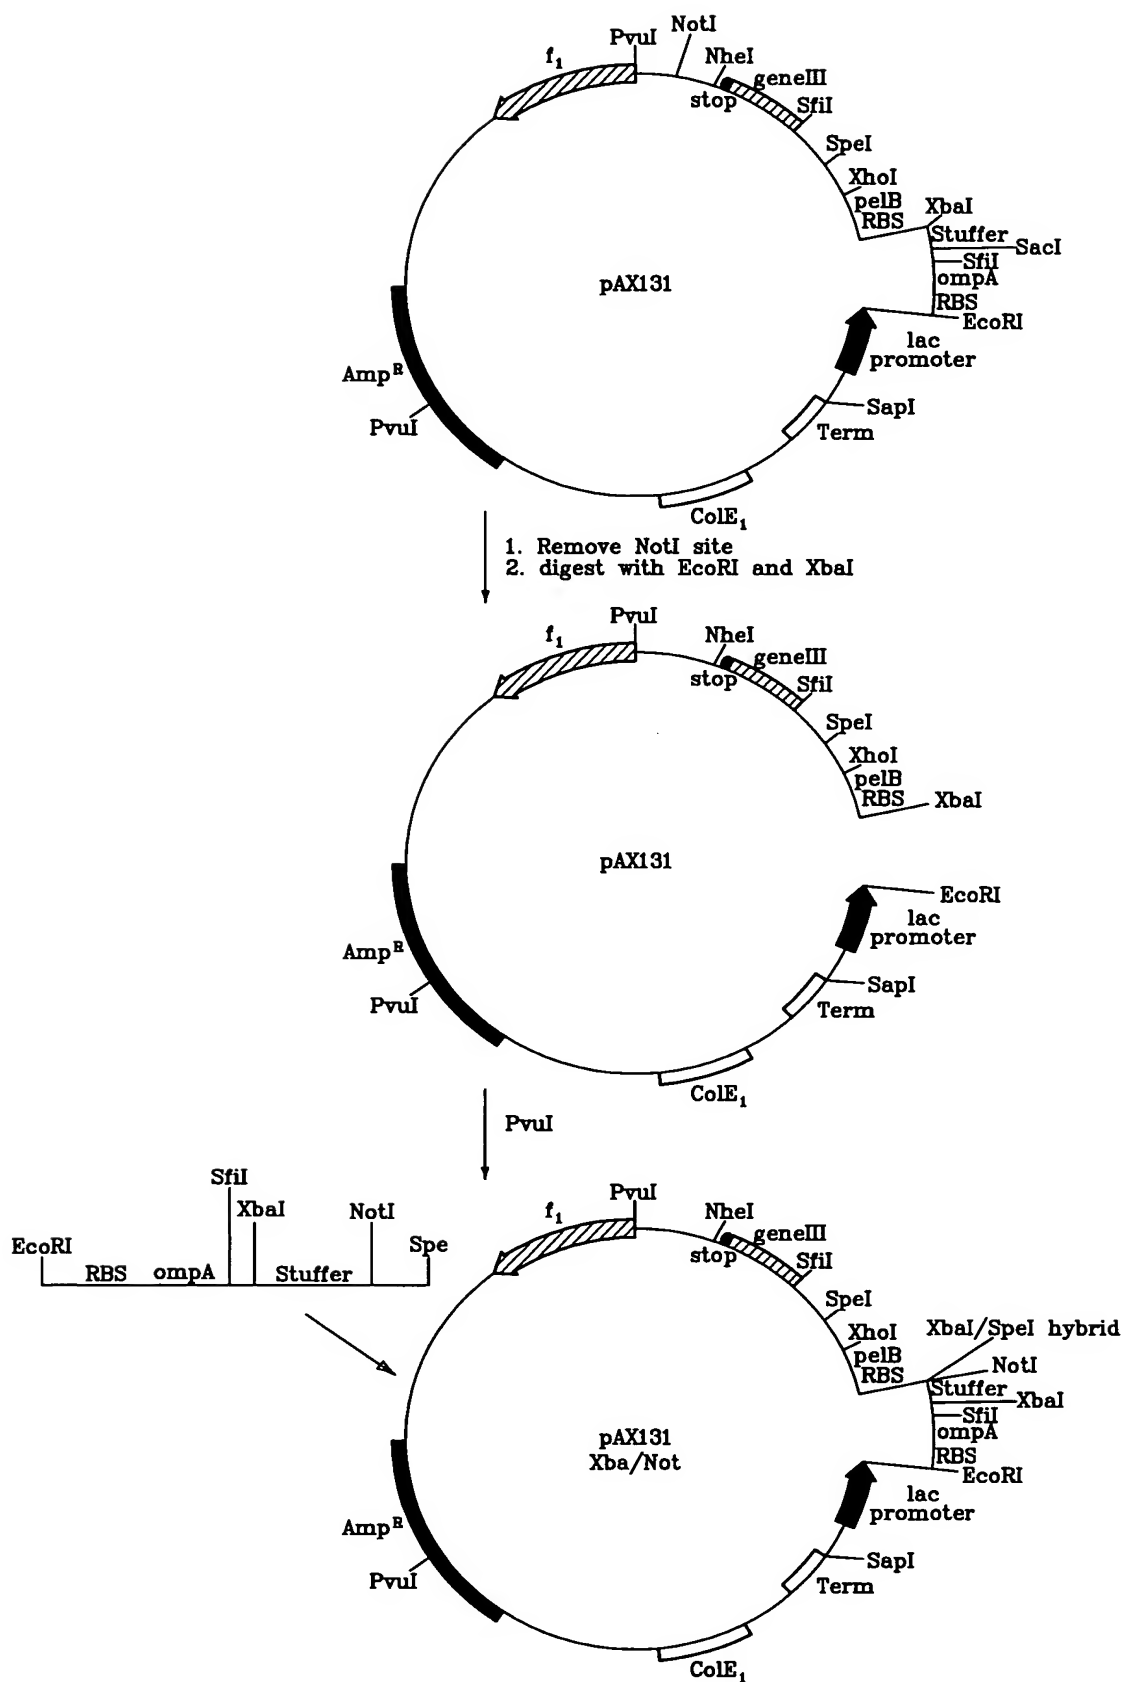 NotI
PvuI
f1
NheI
geneIII
stop
SfiI
SpeI
XhoI
pelB
RBS
XbaI
Stuffer
SacI
SfiI
ompA
RBS
EcoRI
pAX131
lac
promoter
Amp^R
PvuI
SapI
Term
ColE1
1. Remove NotI site
2. digest with EcoRI and XbaI
PvuI
f1
NheI
geneIII
stop
SfiI
SpeI
XhoI
pelB
RBS
XbaI
pAX131
EcoRI
lac
promoter
Amp^R
PvuI
SapI
Term
ColE1
PvuI
SfiI
XbaI
NotI
EcoRI
Spe
RBS
ompA
Stuffer
PvuI
f1
NheI
geneIII
stop
SfiI
SpeI
XhoI
pelB
RBS
XbaI/SpeI hybrid
NotI
Stuffer
XbaI
SfiI
ompA
RBS
EcoRI
pAX131
Xba/Not
lac
promoter
Amp^R
PvuI
SapI
Term
ColE1